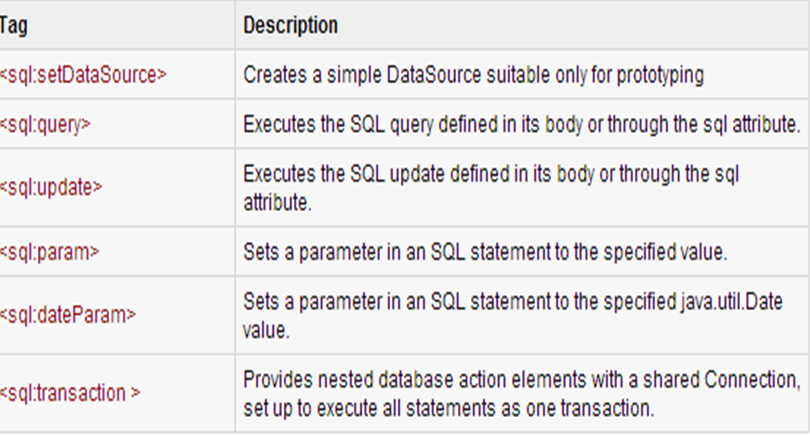 Tag Description
<sql:setDataSource> Creates a simple DataSource suitable only for prototyping
<sql:query> Executes the SQL query defined in its body or through the sql attribute.
<sql:update> Executes the SQL update defined in its body or through the sql
attribute.
<sql:param> Sets a parameter in an SQL statement to the specified value.
<sql:dateParam> Sets a parameter in an SQL statement to the specified java.util.Date
value.
<sql:transaction > Provides nested database action elements with a shared Connection,
set up to execute all statements as one transaction.